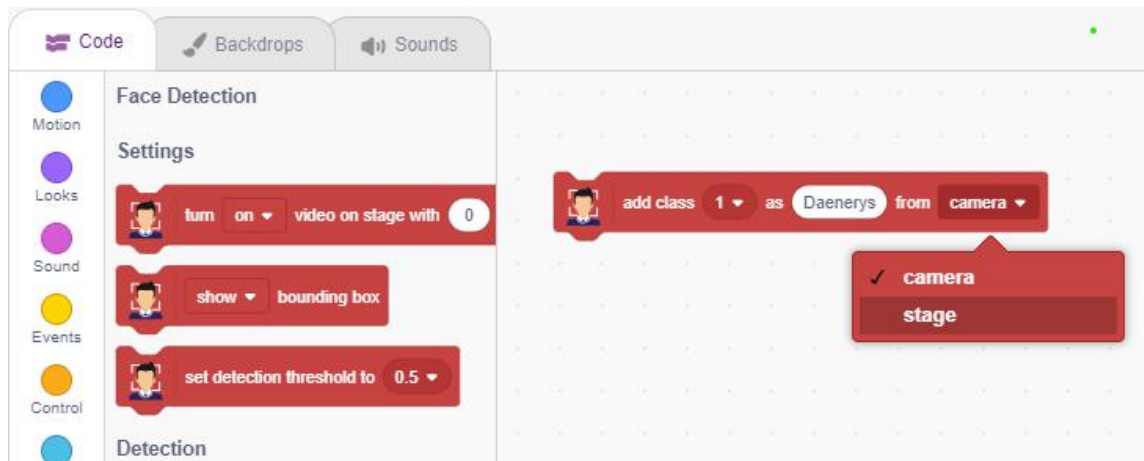 Code
Backdrops
Sounds
Motion
Looks
Sound
Events
Control
Face Detection
Settings
turn on video on stage with 0
show bounding box
set detection threshold to 0.5
Detection
add class 1 as Daenerys from camera
✓ camera
stage